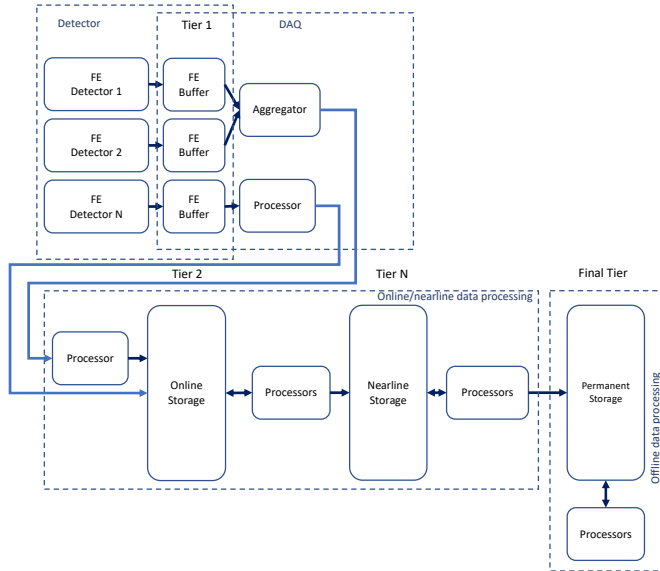 Detector
Tier 1
DAQ
FE
Detector 1
FE
Buffer
Aggregator
FE
Detector 2
FE
Buffer
FE
Detector N
FE
Buffer
Processor
Tier 2
Tier N
Final Tier
Online/nearline data processing
Processor
Online
Storage
Processors
Nearline
Storage
Processors
Permanent
Storage
Offline data processing
Processors